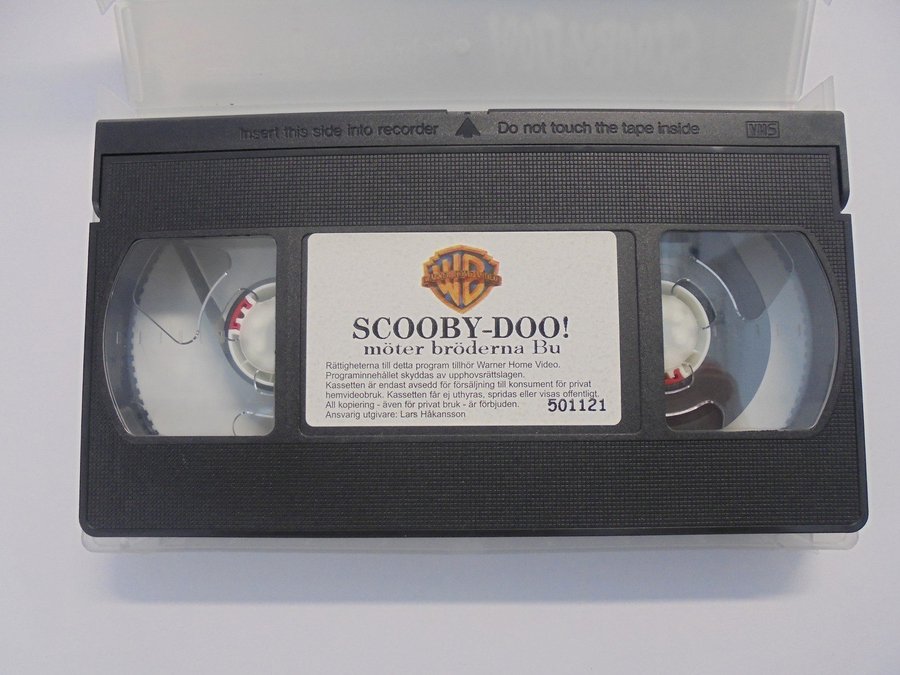 Insert this side into recorder Do not touch the tape inside VHS
SCOOBY-DOO!
möter bröderna Bu
Rättigheterna till detta program tillhör Warner Home Video.
Programinnehållet skyddas av upphovsrättslagen.
Kassetten är endast avsedd för försäljning till konsument för privat
hemvideobruk. Kassetten får ej uthyras, spridas eller visas offentligt.
All kopiering - även för privat bruk - är förbjuden. 501121
Ansvarig utgivare: Lars Håkansson